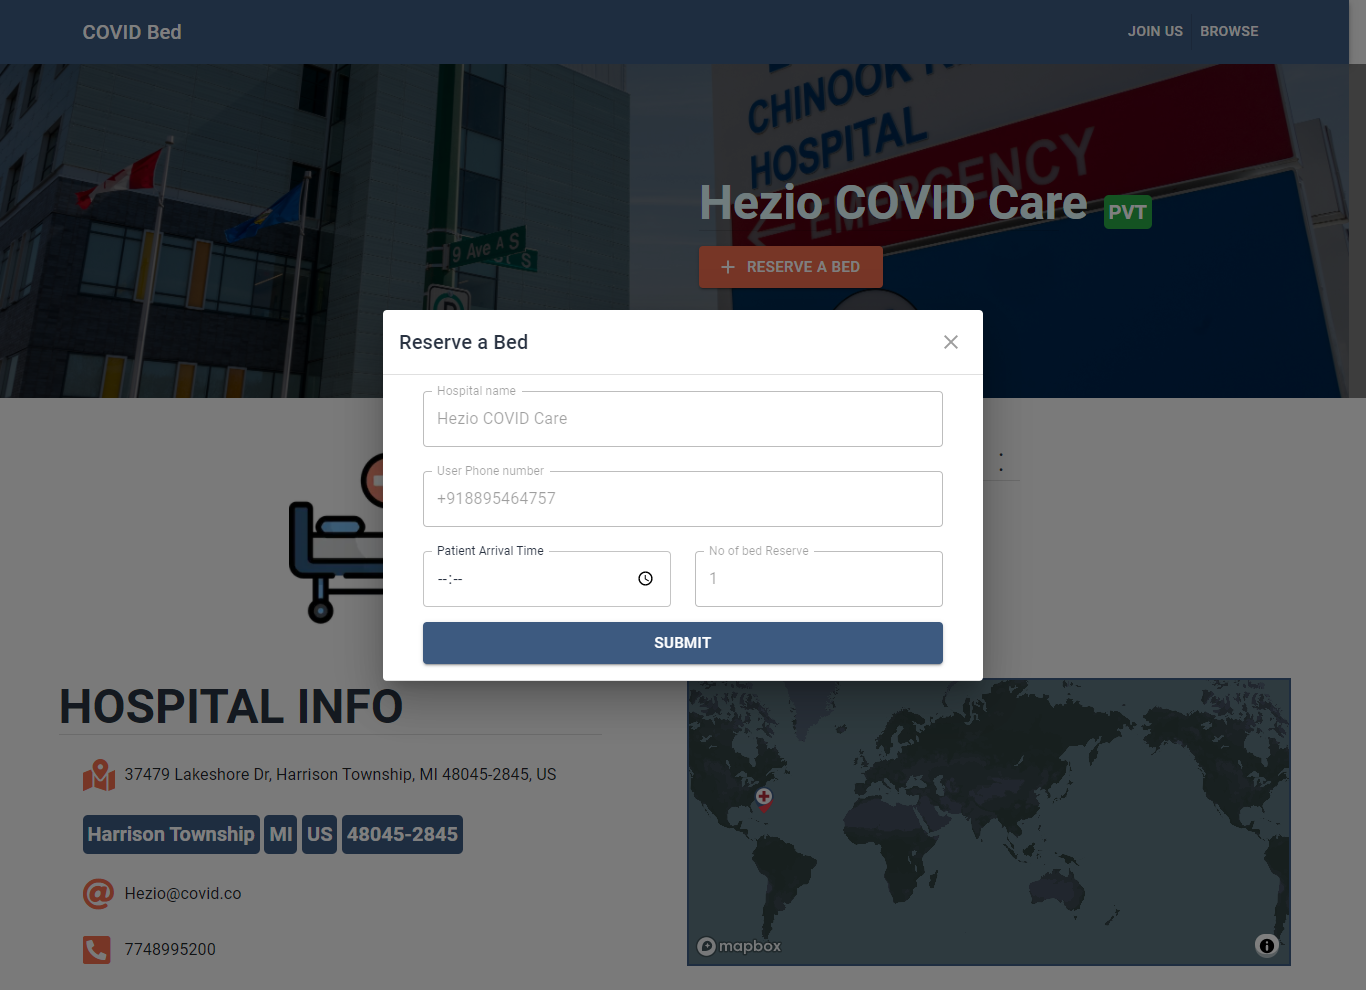 COVID Bed
JOIN US
BROWSE
CHINOOK
HOSPITAL
EMERGENCY
9 Ave A S
S
Hezio COVID Care PVT
+ RESERVE A BED
Reserve a Bed
Hospital name
Hezio COVID Care
User Phone number
+918895464757
Patient Arrival Time
--:--
No of bed Reserve
1
SUBMIT
:
HOSPITAL INFO
37479 Lakeshore Dr, Harrison Township, MI 48045-2845, US
Harrison Township MI US 48045-2845
Hezio@covid.co
7748995200
mapbox